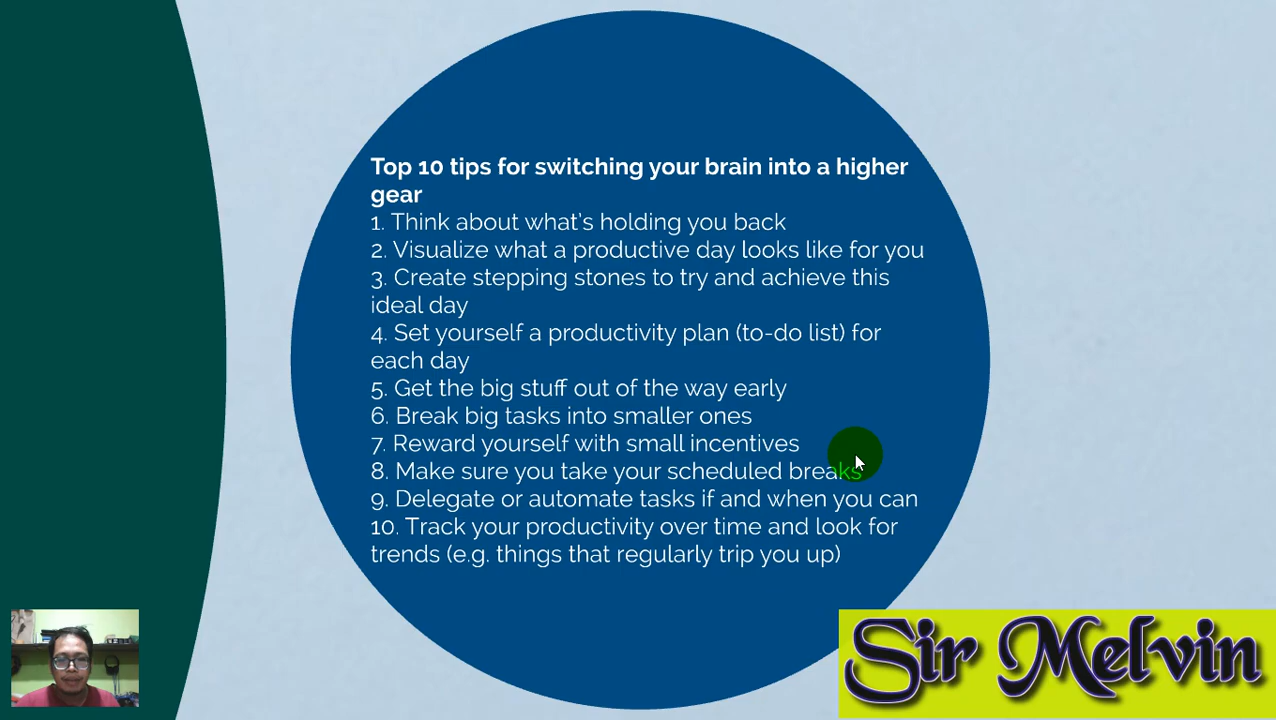 Top 10 tips for switching your brain into a higher
gear
1. Think about what's holding you back
2. Visualize what a productive day looks like for you
3. Create stepping stones to try and achieve this
ideal day
4. Set yourself a productivity plan (to-do list) for
each day
5. Get the big stuff out of the way early
6. Break big tasks into smaller ones
7. Reward yourself with small incentives
8. Make sure you take your scheduled breaks
9. Delegate or automate tasks if and when you can
10. Track your productivity over time and look for
trends (e.g. things that regularly trip you up)
Sir Melvin